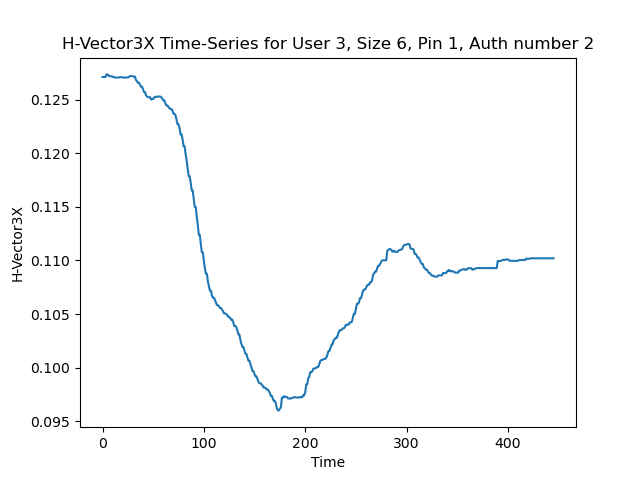 H-Vector3X Time-Series for User 3, Size 6, Pin 1, Auth number 2
0.125
0.120
0.115
0.110
0.105
0.100
0.095
H-Vector3X
0 100 200 300 400
Time